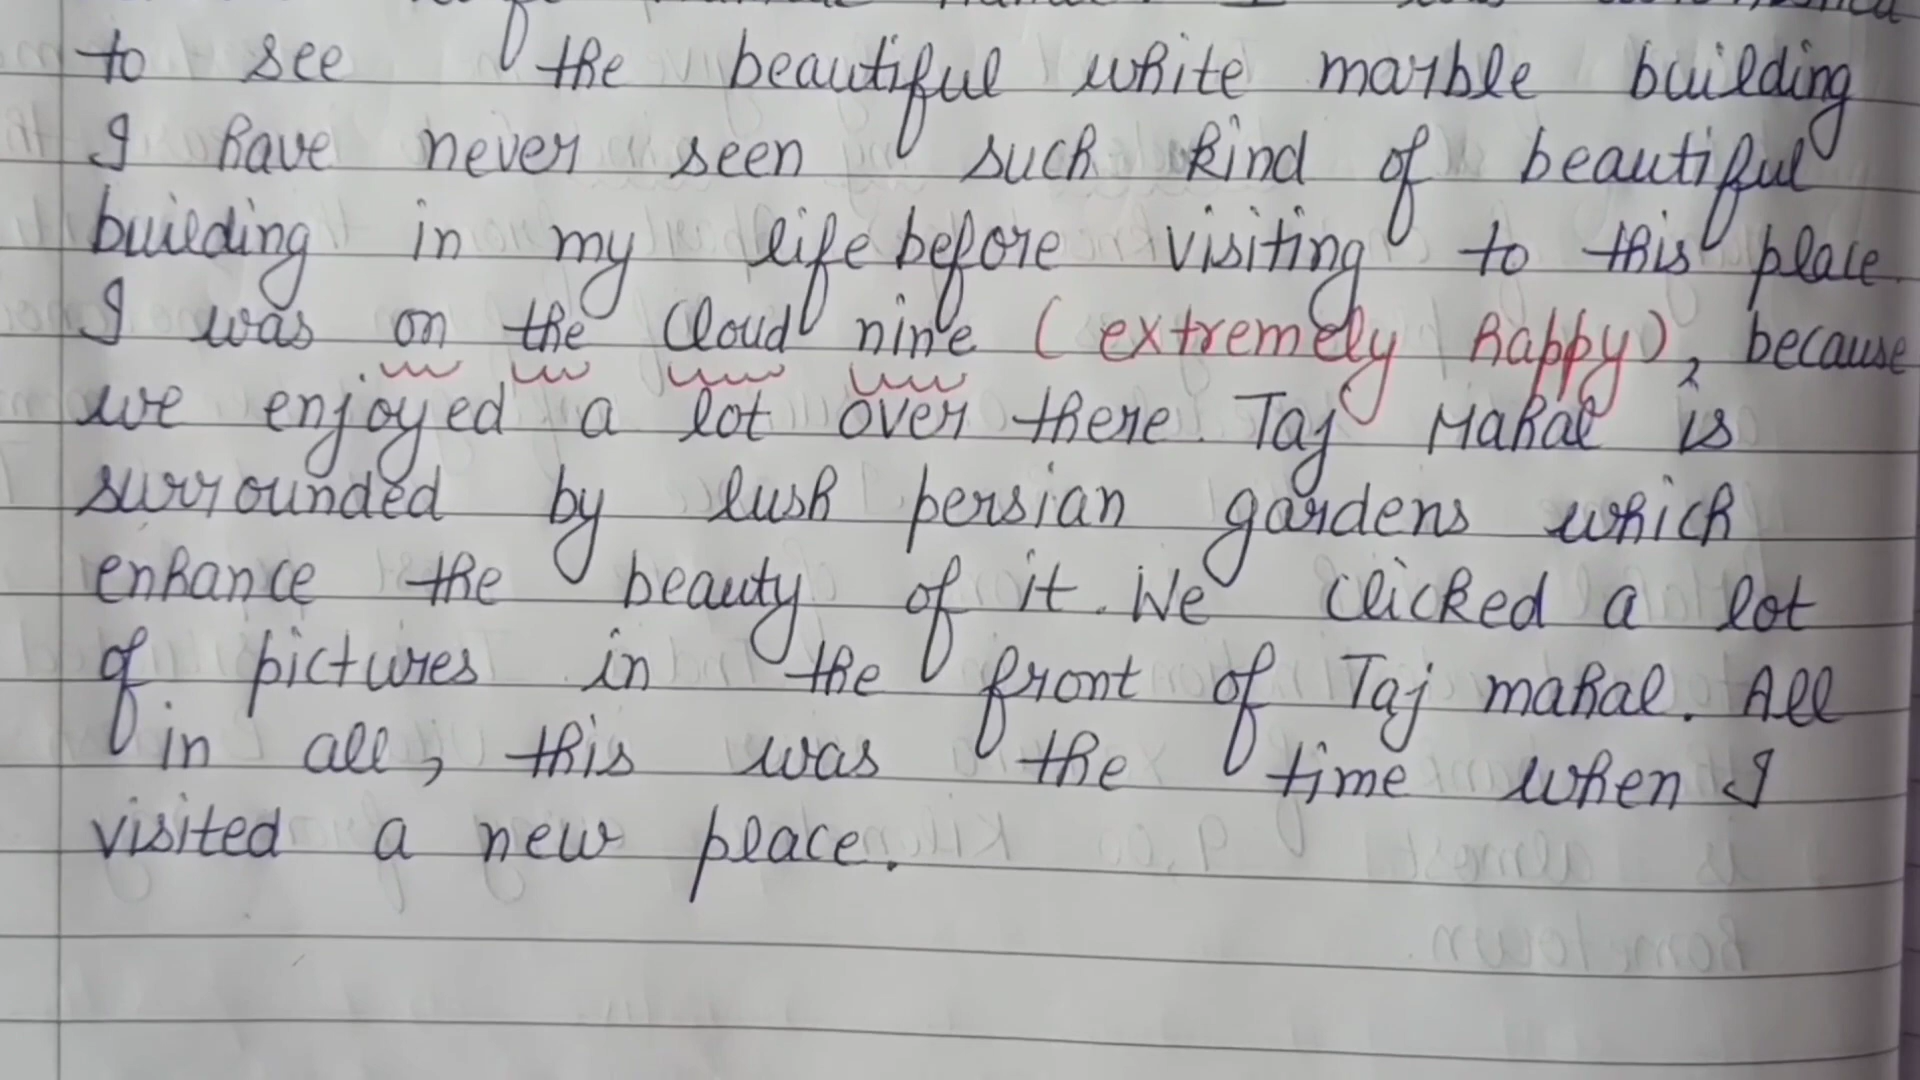 to see the beautiful white marble building
I have never seen such kind of beautiful
building in my life before visiting to this place.
I was on the cloud nine (extremely happy), because
we enjoyed a lot over there. Taj Mahal is
surrounded by lush persian gardens which
enhance the beauty of it. We clicked a lot
of pictures in the front of Taj mahal. All
in all, this was the time when I
visited a new place.